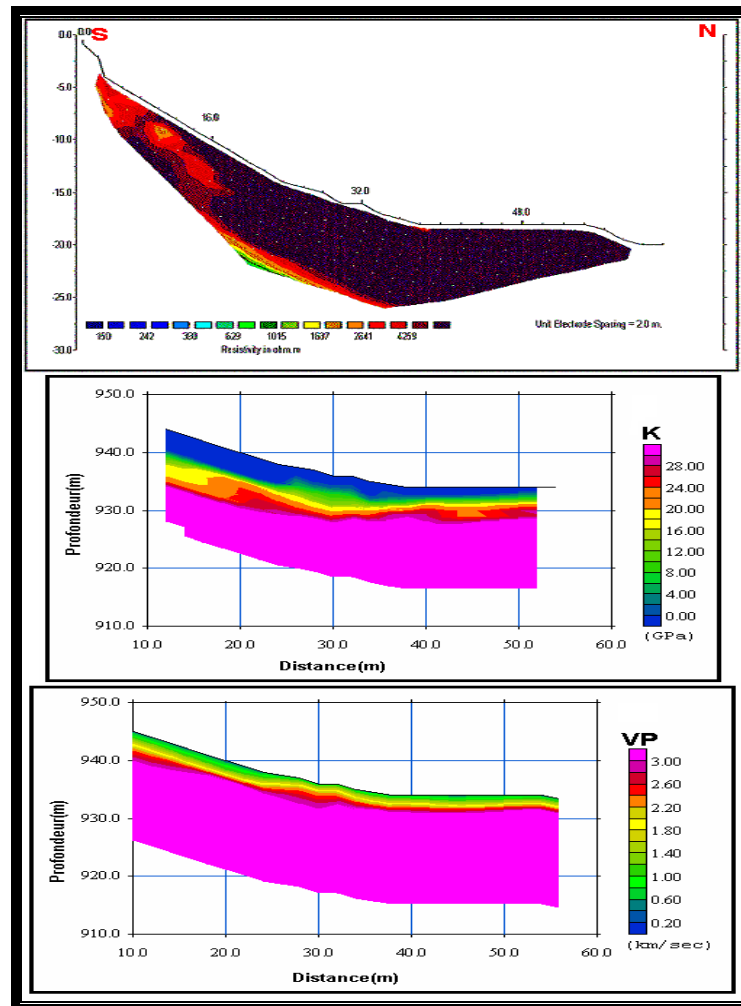 S N
0.0 0.0
-5.0
-10.0 16.0
-15.0
32.0
48.0
-20.0
-25.0
150 242 390 629 1015 1637 2641 4259
Resistivity in ohm.m
Unit Electrode Spacing = 2.0 m.
-30.0
950.0
940.0
930.0
920.0
910.0
Profondeur(m)
10.0 20.0 30.0 40.0 50.0 60.0
Distance(m)
K
28.00
24.00
20.00
16.00
12.00
8.00
4.00
0.00
(GPa)
950.0
940.0
930.0
920.0
910.0
Profondeur(m)
10.0 20.0 30.0 40.0 50.0 60.0
Distance(m)
VP
3.00
2.60
2.20
1.80
1.40
1.00
0.60
0.20
(km/sec)